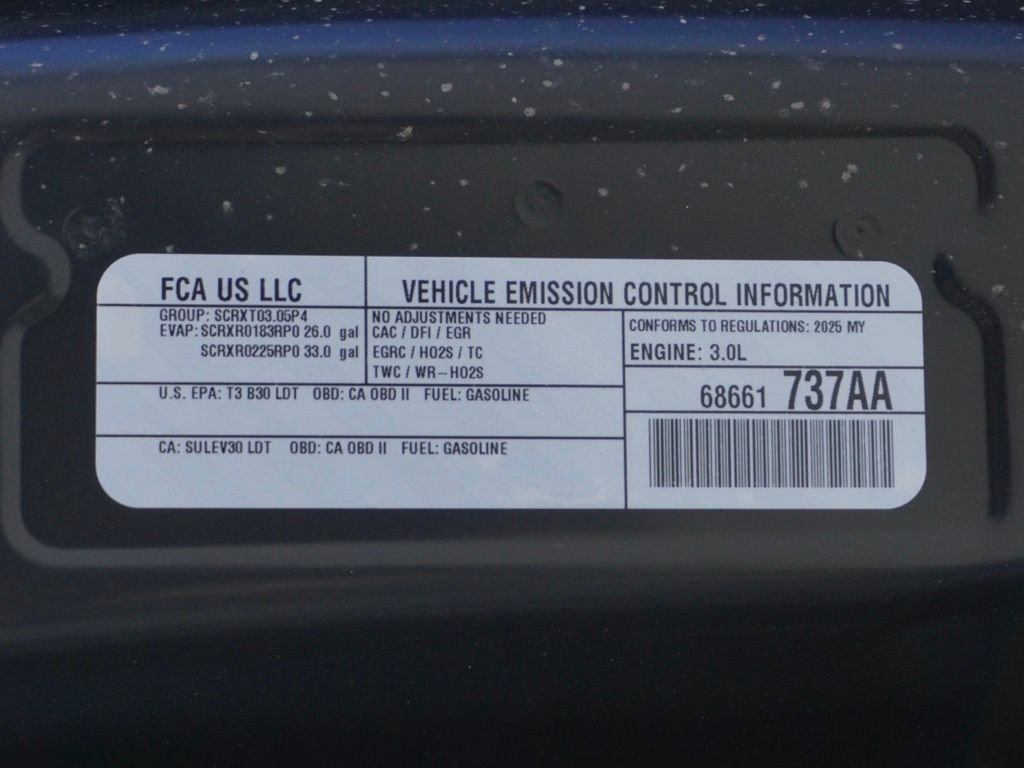 FCA US LLC
VEHICLE EMISSION CONTROL INFORMATION
GROUP: SCRXT03.05P4
EVAP: SCRXR0183RP0 26.0 gal
SCRXR0225RP0 33.0 gal
NO ADJUSTMENTS NEEDED
CAC / DFI / EGR
EGRC / HO2S / TC
TWC / WR-HO2S
CONFORMS TO REGULATIONS: 2025 MY
ENGINE: 3.0L
68661 737AA
U.S. EPA: T3 B30 LDT OBD: CA OBD II FUEL: GASOLINE
CA: SULEV30 LDT OBD: CA OBD II FUEL: GASOLINE